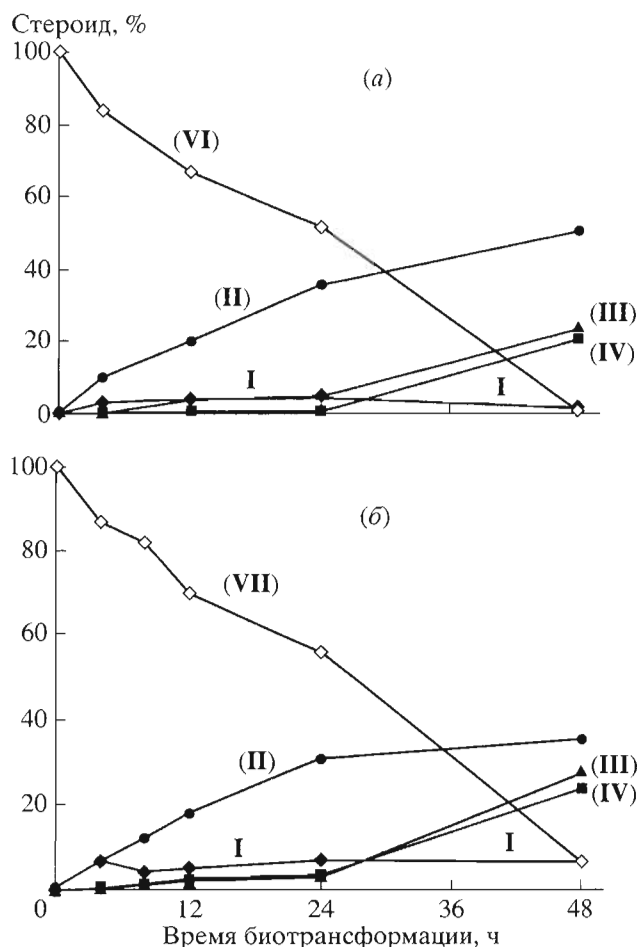 Стероид, %
100
(а)
80
(VI)
60
40
(II)
(III)
20
(IV)
I
I
0
100
(б)
80
(VII)
60
40
(II)
(III)
(IV)
20
I
I
0
12
24
36
48
Время биотрансформации, ч